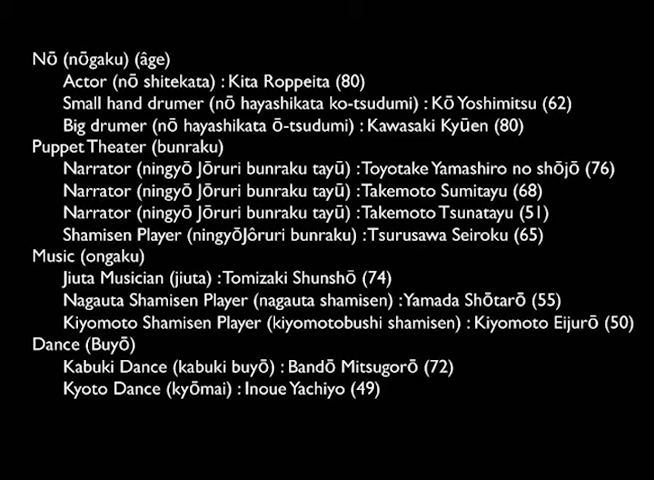 Nō (nōgaku) (âge)
Actor (nō shitekata) : Kita Roppeita (80)
Small hand drumer (nō hayashikata ko-tsudumi) : Kō Yoshimitsu (62)
Big drumer (nō hayashikata ō-tsudumi) : Kawasaki Kyūen (80)
Puppet Theater (bunraku)
Narrator (ningyō Jōruri bunraku tayū) : Toyotake Yamashiro no shōjō (76)
Narrator (ningyō Jōruri bunraku tayū) : Takemoto Sumitayu (68)
Narrator (ningyō Jōruri bunraku tayū) : Takemoto Tsunatayu (51)
Shamisen Player (ningyōJôruri bunraku) : Tsurusawa Seiroku (65)
Music (ongaku)
Jiuta Musician (jiuta) : Tomizaki Shunshō (74)
Nagauta Shamisen Player (nagauta shamisen) : Yamada Shōtarō (55)
Kiyomoto Shamisen Player (kiyomotobushi shamisen) : Kiyomoto Eijurō (50)
Dance (Buyō)
Kabuki Dance (kabuki buyō) : Bandō Mitsugorō (72)
Kyoto Dance (kyōmai) : Inoue Yachiyo (49)